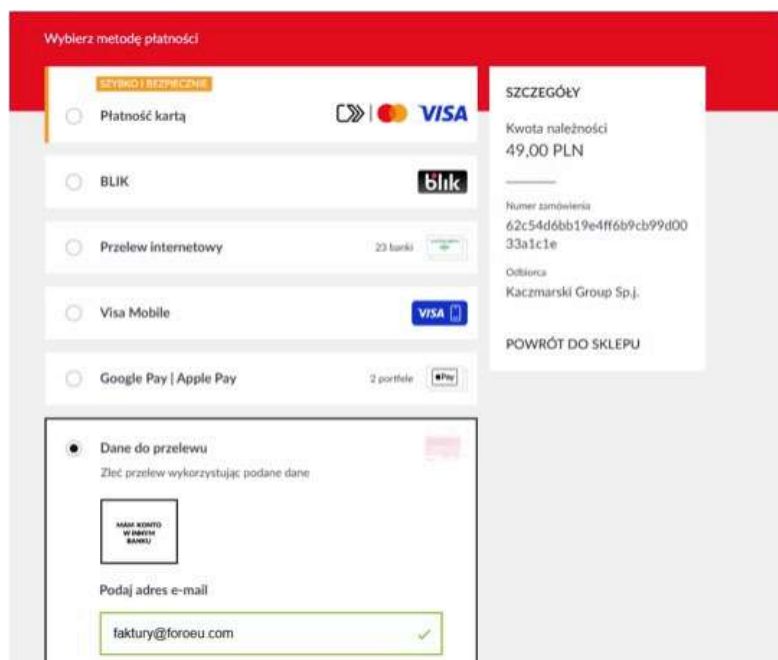 Wybierz metodę płatności
SZYBKO I BEZPIECZNIE
Płatność kartą
VISA
BLIK
blik
Przelew internetowy
23 banki
Visa Mobile
VISA
Google Pay | Apple Pay
2 portfele
Pay
Dane do przelewu
Zleć przelew wykorzystując podane dane
MAM KONTO
W INNYM
BANKU
Podaj adres e-mail
faktury@foroeu.com
SZCZEGÓŁY
Kwota należności
49,00 PLN
Numer zamówienia
62c54d6bb19e4ff6b9cb99d00
33a1c1e
Odbiorca
Kaczmarski Group Sp.j.
POWRÓT DO SKLEPU